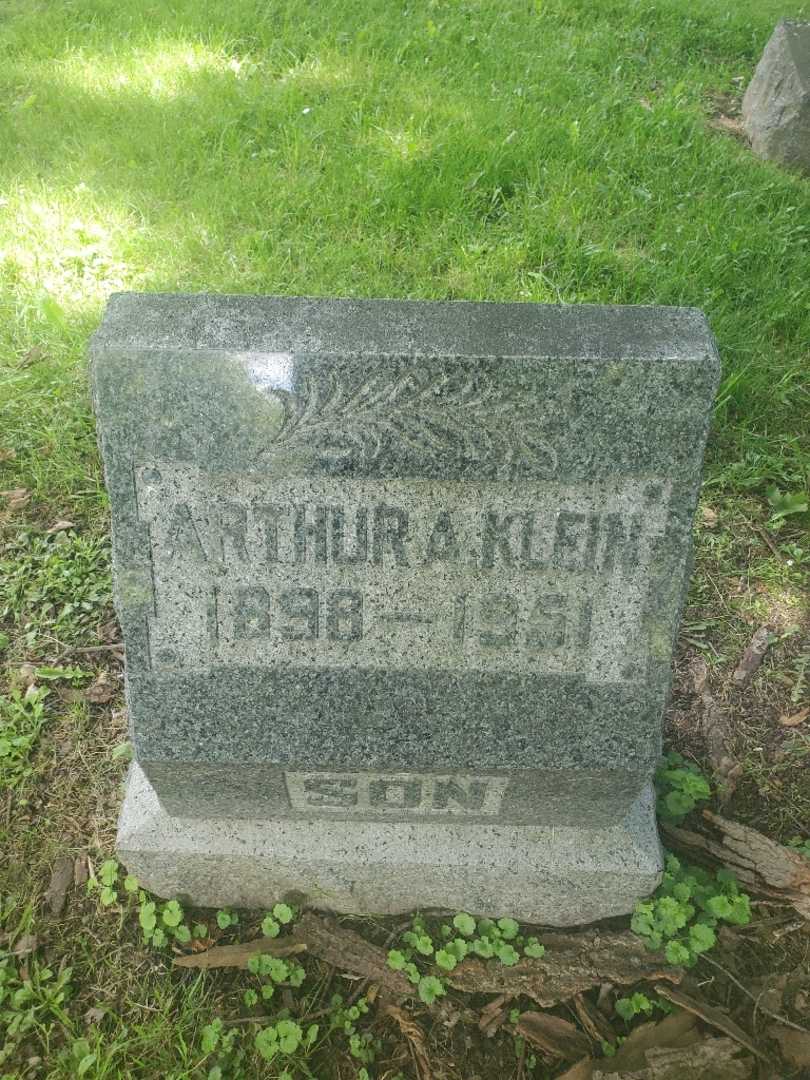 ARTHUR A. KLEIN
1898 — 1951
SON